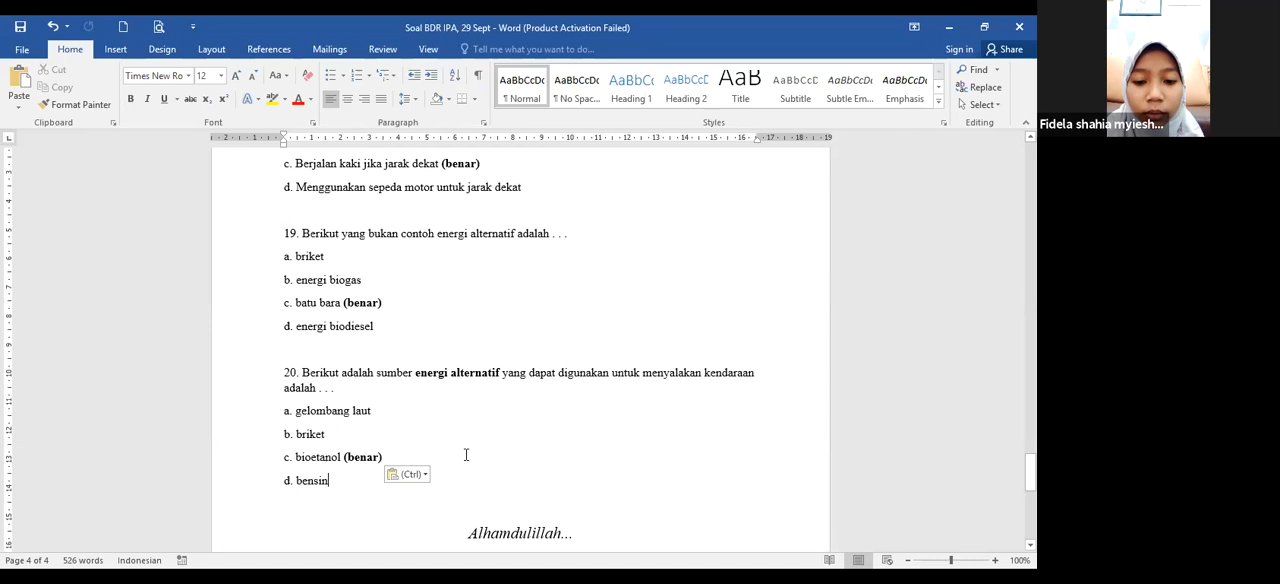 Soal BDR IPA, 29 Sept - Word (Product Activation Failed)
File Home Insert Design Layout References Mailings Review View Tell me what you want to do... Sign in Share
Paste
Cut
Copy
Format Painter
Clipboard
Times New Ro 12
Font
Paragraph
AaBbCcDc AaBbCcDc AaBbCc AaBbCcD AaB AaBbCcD AaBbCcDc AaBbCcDc
¶ Normal ¶ No Spac... Heading 1 Heading 2 Title Subtitle Subtle Em... Emphasis
Styles
Find
Replace
Select
Editing
Fidela shahia myiesh...
c. Berjalan kaki jika jarak dekat (benar)
d. Menggunakan sepeda motor untuk jarak dekat
19. Berikut yang bukan contoh energi alternatif adalah . . .
a. briket
b. energi biogas
c. batu bara (benar)
d. energi biodiesel
20. Berikut adalah sumber energi alternatif yang dapat digunakan untuk menyalakan kendaraan
adalah . . .
a. gelombang laut
b. briket
c. bioetanol (benar)
d. bensin
(Ctrl)
Alhamdulillah...
Page 4 of 4 526 words Indonesian 100%